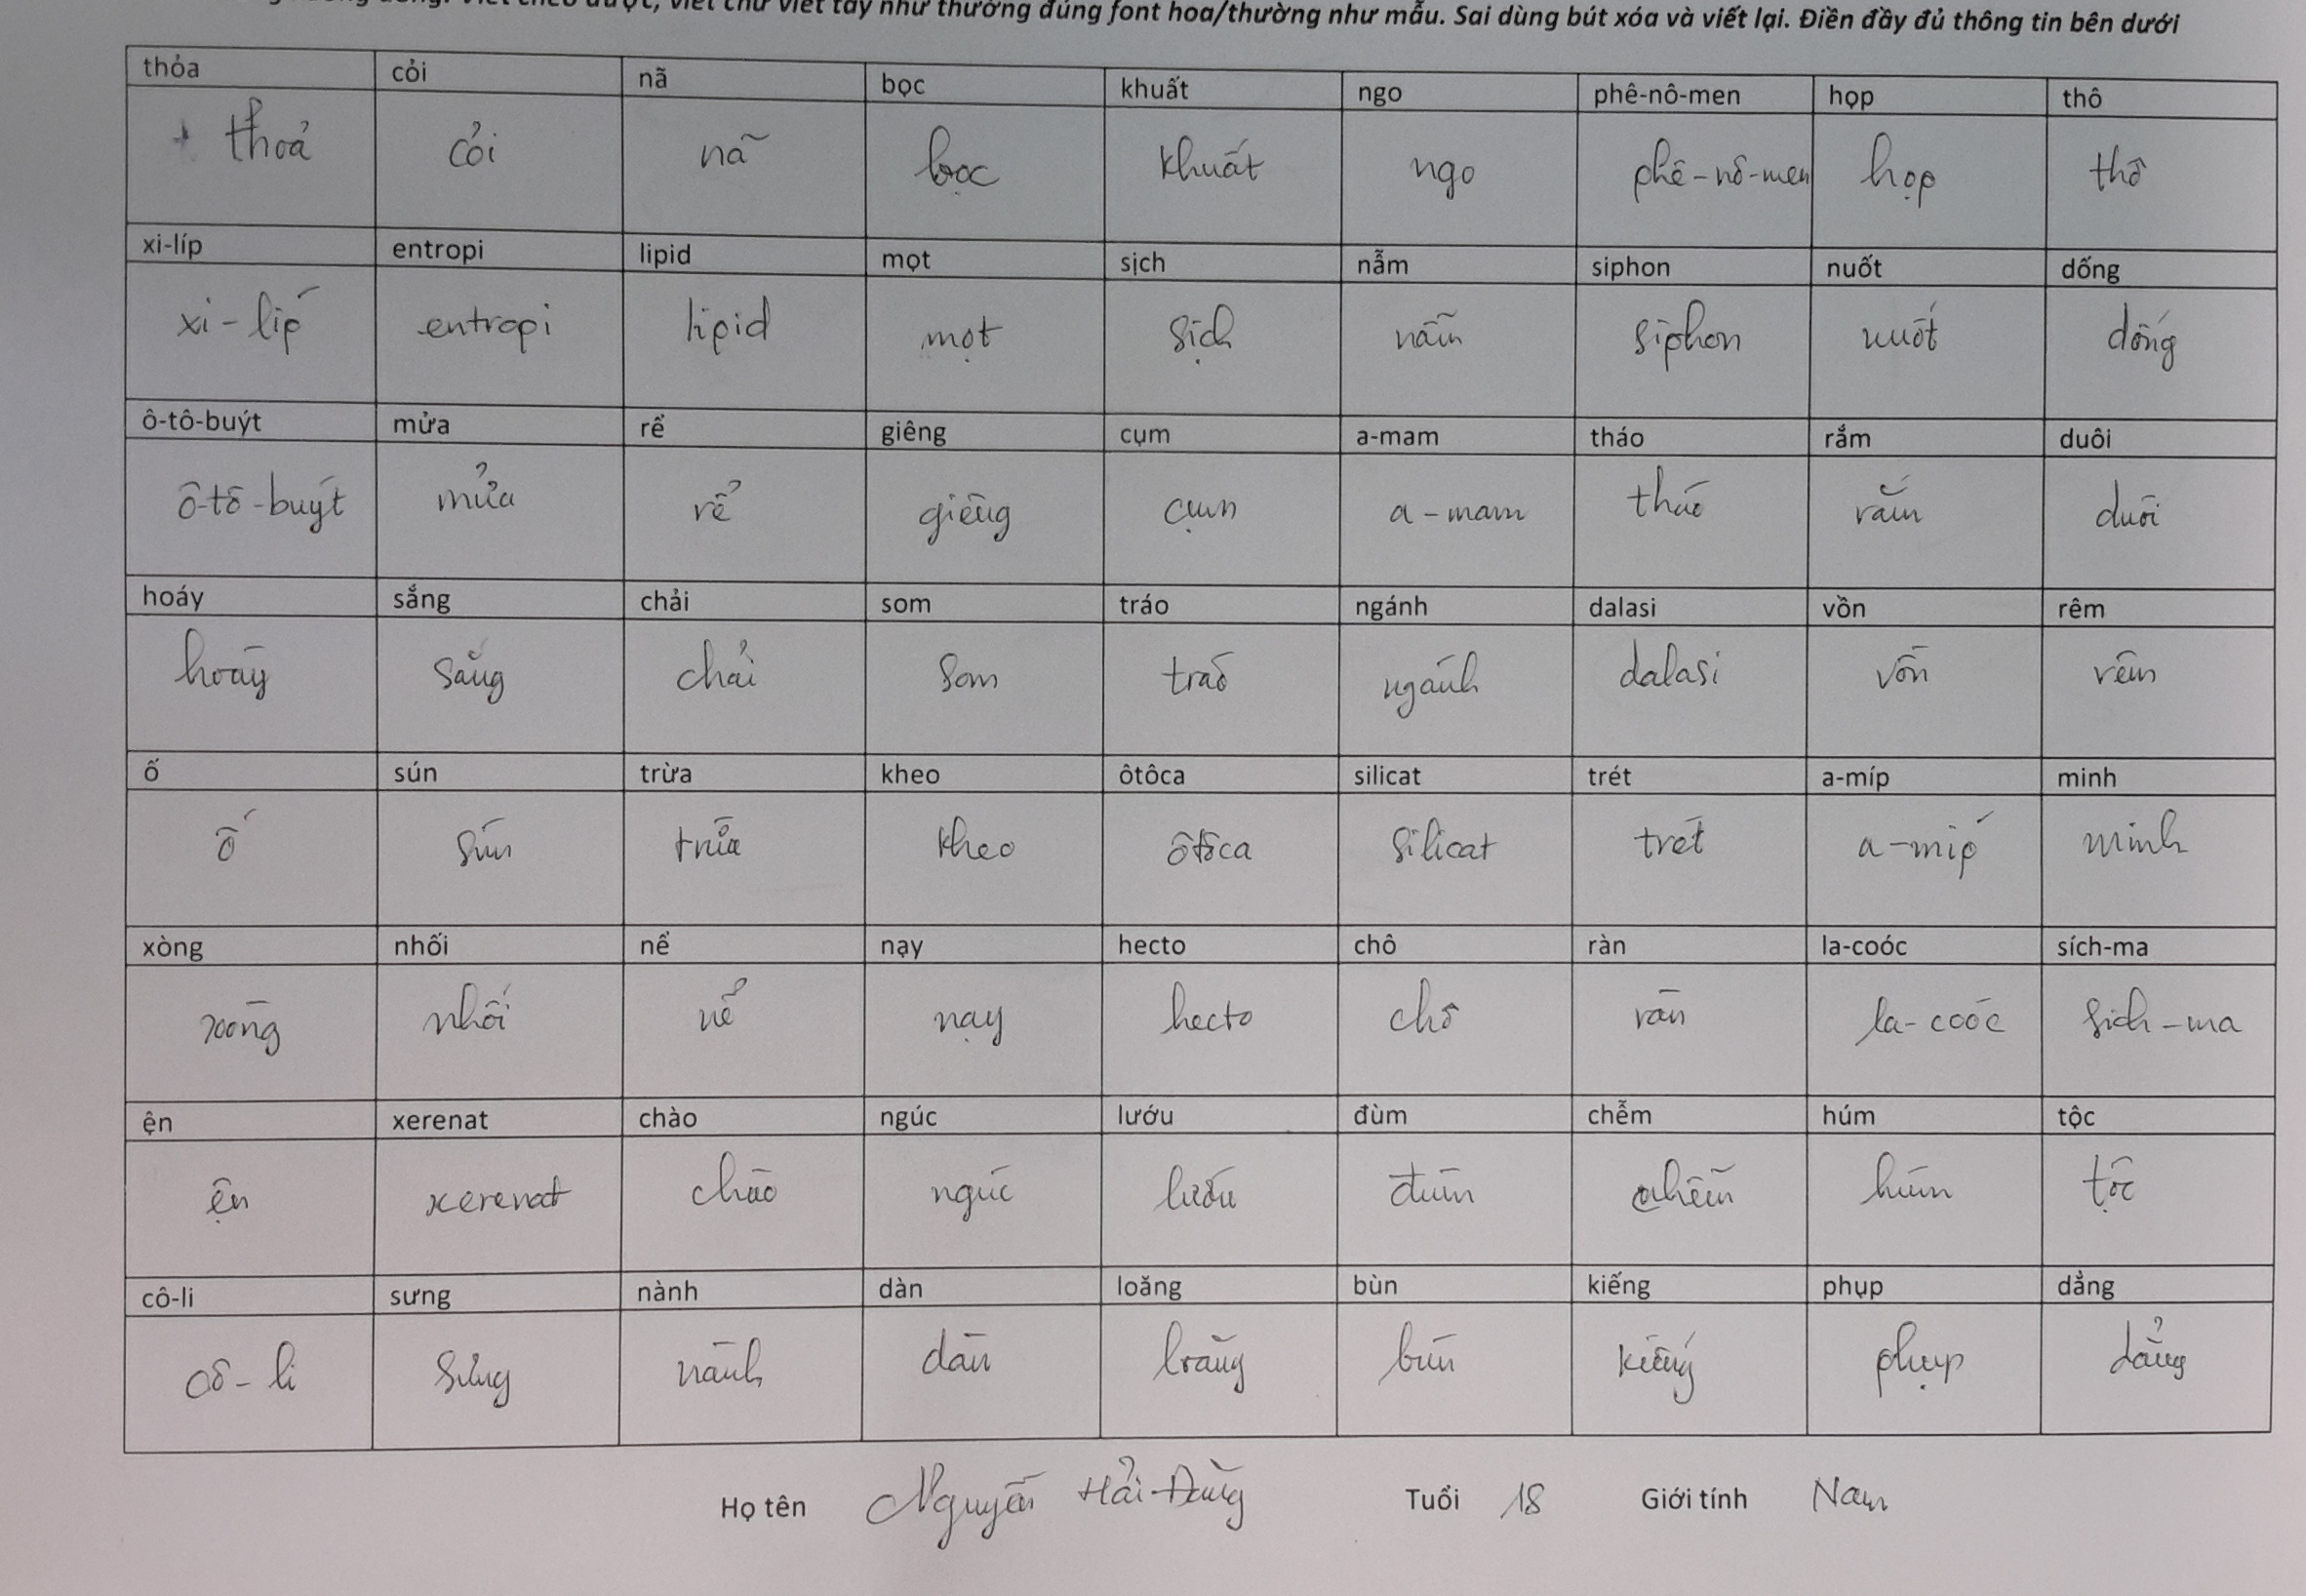 viết theo được, viết chữ viết tay như thường đúng font hoa/thường như mẫu. Sai dùng bút xóa và viết lại. Điền đầy đủ thông tin bên dưới
thỏa cỏi nã bọc khuất ngo phê-nô-men họp thô
thoả cỏi nã bọc khuất ngo phê-nô-men họp thô
xi-líp entropi lipid mọt sịch nẫm siphon nuốt dống
xi-líp entropi lipid mọt sịch nẫm siphon nuốt dống
ô-tô-buýt mửa rể giêng cụm a-mam tháo rắm duôi
ô-tô-buýt mửa rể giêng cụm a-mam tháo rắm duôi
hoáy sắng chải som tráo ngánh dalasi vồn rêm
hoáy sắng chải som tráo ngánh dalasi vồn rêm
ố sún trừa kheo ôtôca silicat trét a-míp minh
ố sún trừa kheo ôtôca silicat trét a-míp minh
xòng nhối nể nạy hecto chô ràn la-coóc sích-ma
xòng nhối nể nạy hecto chô ràn la-coóc sích-ma
ện xerenat chào ngúc lướu đùm chễm húm tộc
ện xerenat chào ngúc lướu đùm chễm húm tộc
cô-li sưng nành dàn loăng bùn kiếng phụp dẳng
cô-li sưng nành dàn loăng bùn kiếng phụp dẳng
Họ tên Nguyễn Hải Đăng Tuổi 18 Giới tính Nam